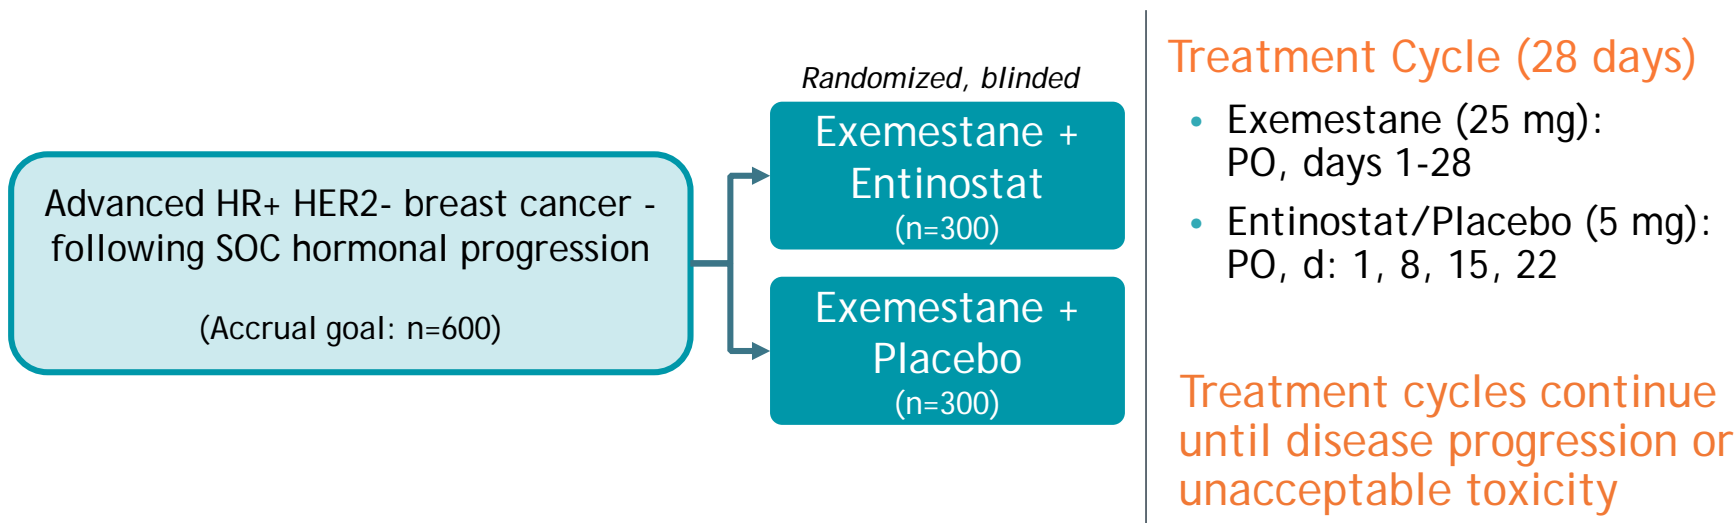 Advanced HR+ HER2- breast cancer -
following SOC hormonal progression
(Accrual goal: n=600)
Randomized, blinded
Exemestane +
Entinostat
(n=300)
Exemestane +
Placebo
(n=300)
Treatment Cycle (28 days)
• Exemestane (25 mg):
PO, days 1-28
• Entinostat/Placebo (5 mg):
PO, d: 1, 8, 15, 22
Treatment cycles continue
until disease progression or
unacceptable toxicity